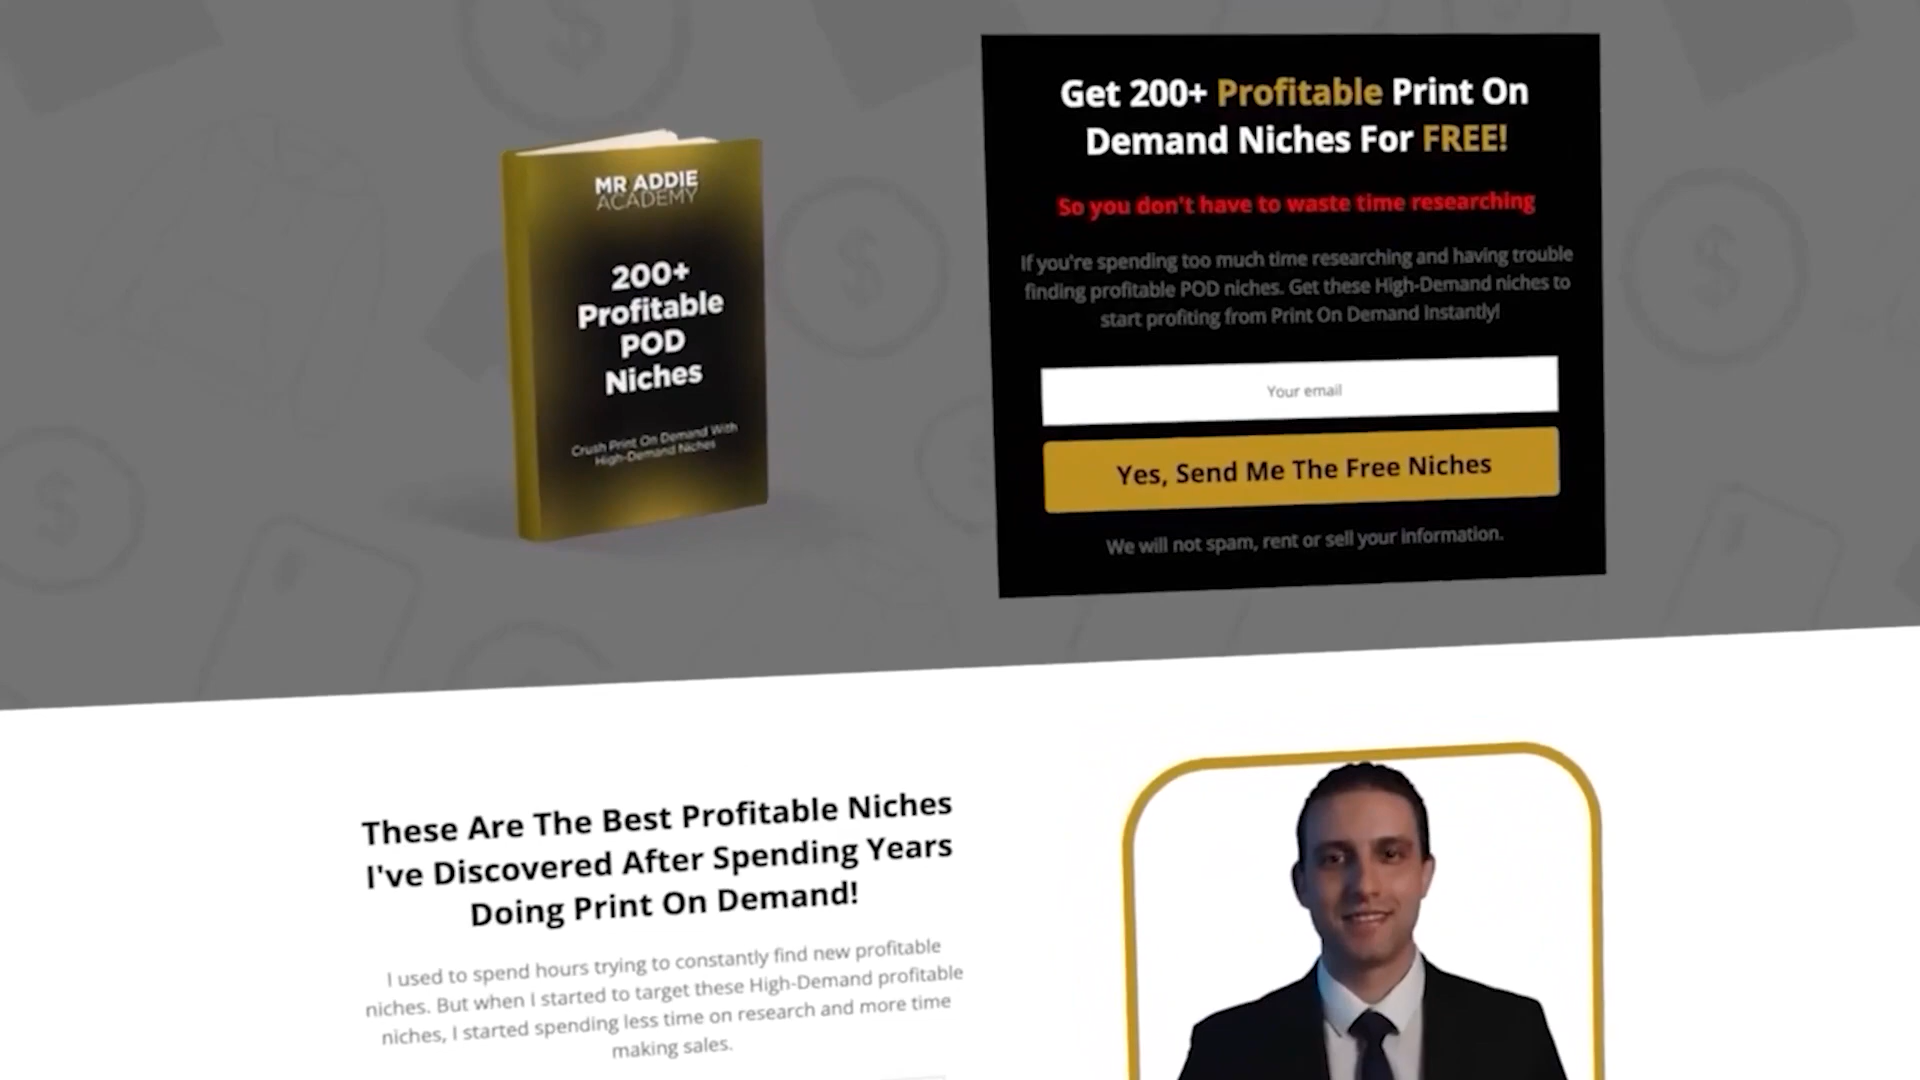 MR ADDIE
ACADEMY
200+
Profitable
POD
Niches
Crush Print On Demand With
High-Demand Niches
Get 200+ Profitable Print On
Demand Niches For FREE!
So you don't have to waste time researching
If you're spending too much time researching and having trouble
finding profitable POD niches. Get these High-Demand niches to
start profiting from Print On Demand Instantly!
Your email
Yes, Send Me The Free Niches
We will not spam, rent or sell your information.
These Are The Best Profitable Niches
I've Discovered After Spending Years
Doing Print On Demand!
I used to spend hours trying to constantly find new profitable
niches. But when I started to target these High-Demand profitable
niches, I started spending less time on research and more time
making sales.